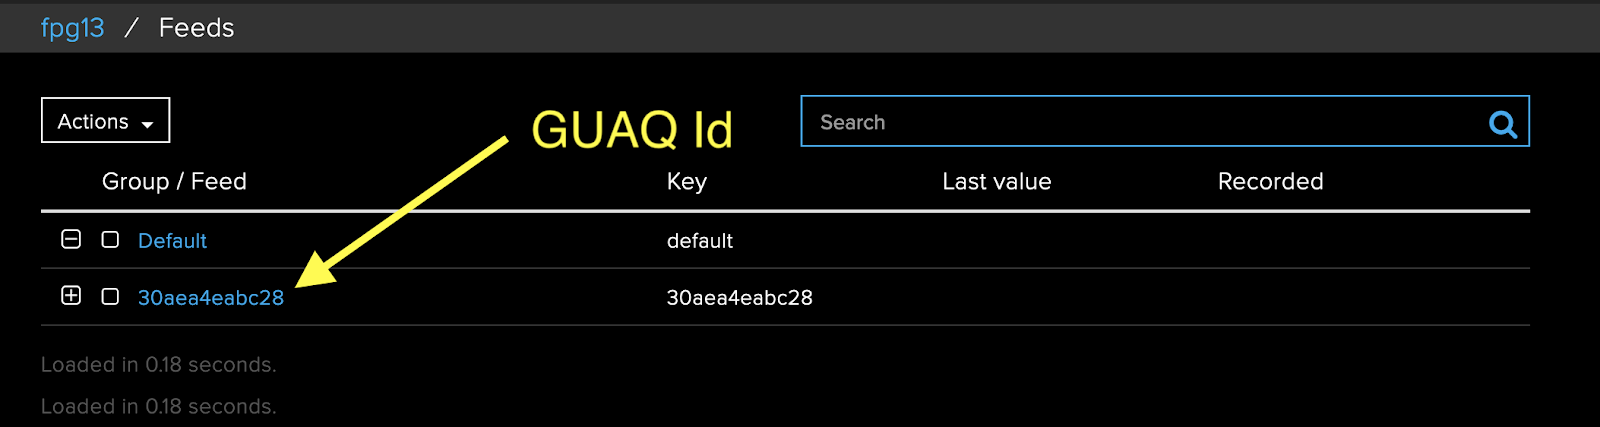 fpg13 / Feeds
Actions
GUAQ Id
Search
Group / Feed Key Last value Recorded
Default default
30aea4eabc28 30aea4eabc28
Loaded in 0.18 seconds.
Loaded in 0.18 seconds.